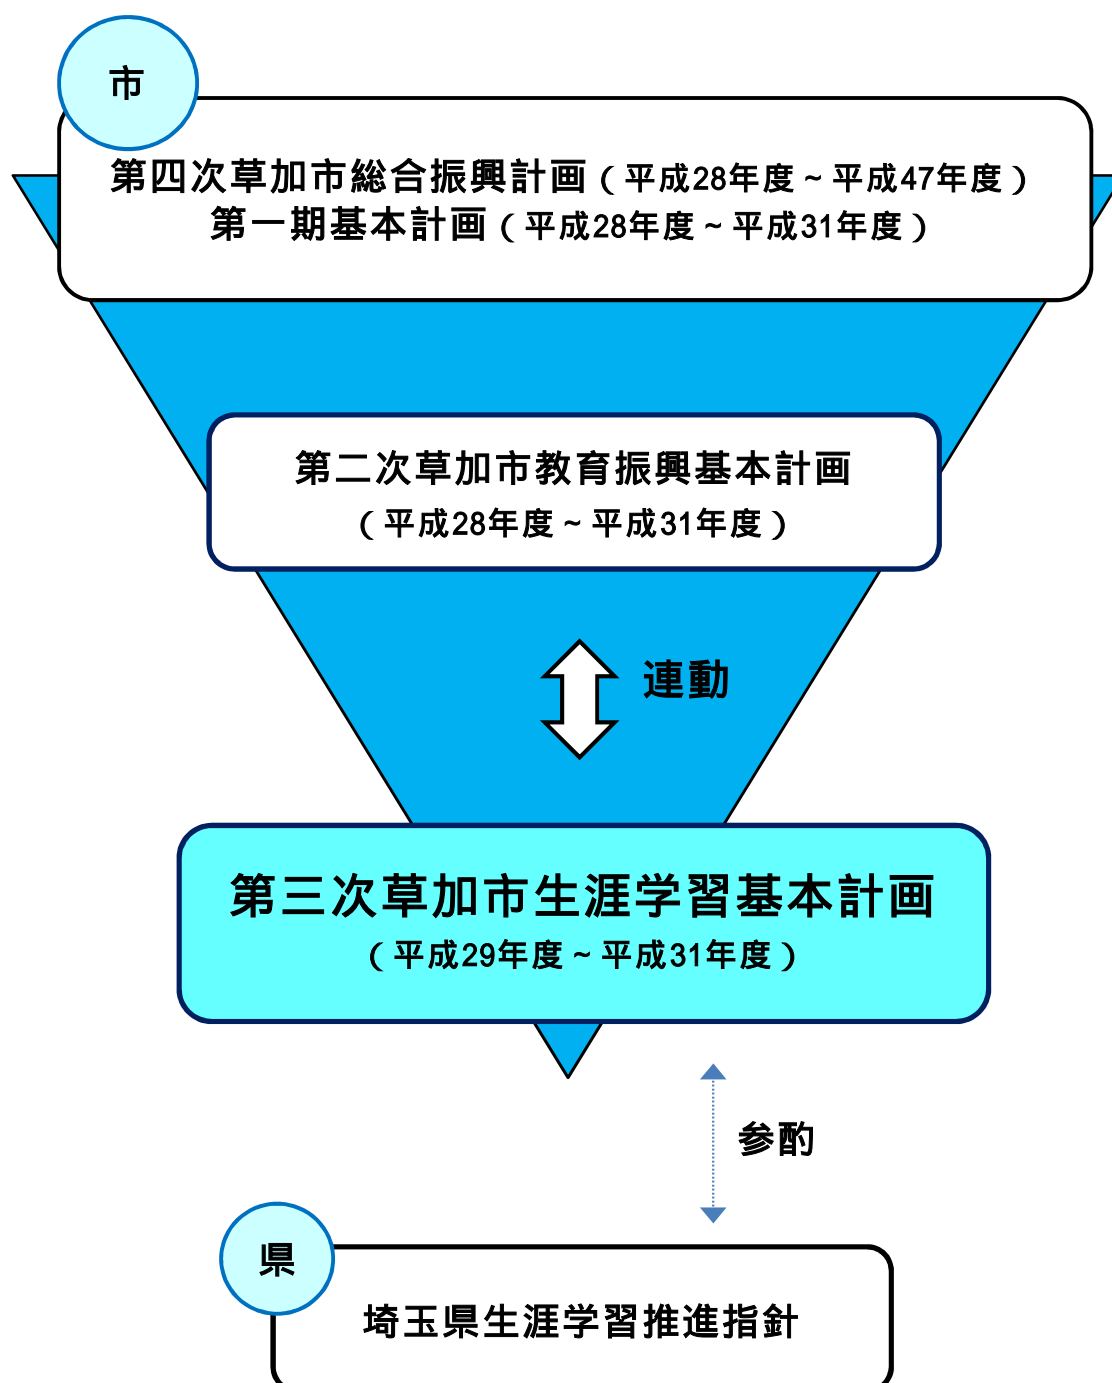 市
第四次草加市総合振興計画（平成28年度～平成47年度）
第一期基本計画（平成28年度～平成31年度）
第二次草加市教育振興基本計画
（平成28年度～平成31年度）
連動
第三次草加市生涯学習基本計画
（平成29年度～平成31年度）
参酌
県
埼玉県生涯学習推進指針